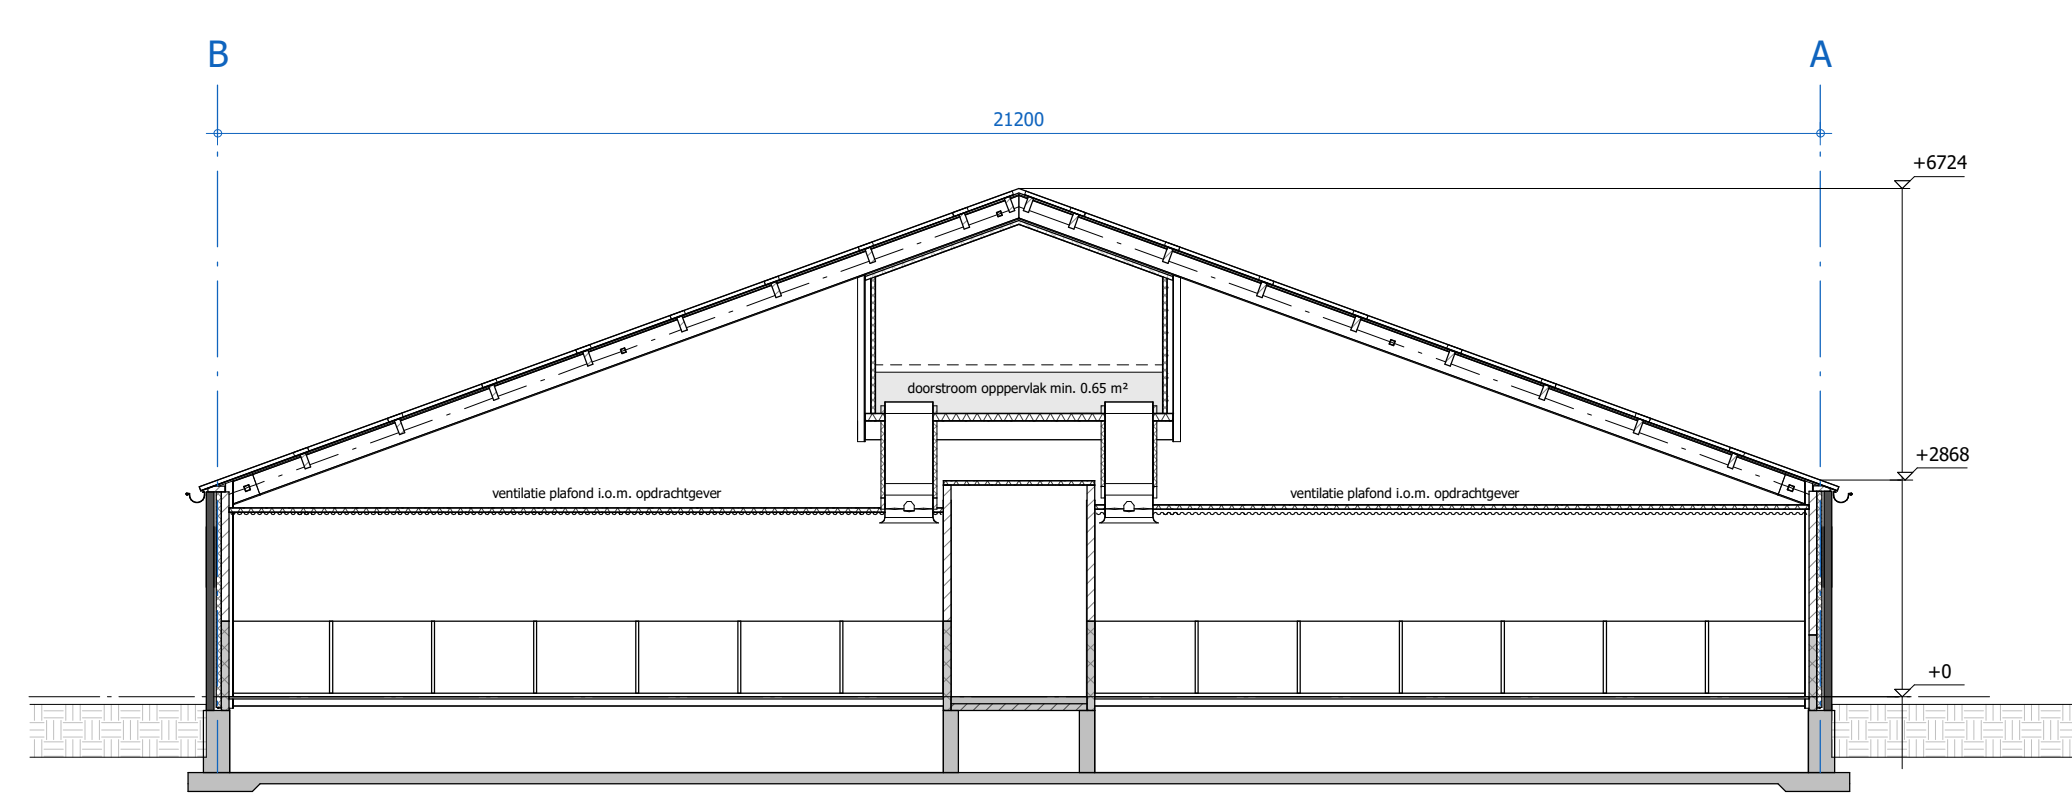 B
A
21200
+6724
doorstroom opppervlak min. 0.65 m²
+2868
ventilatie plafond i.o.m. opdrachtgever
ventilatie plafond i.o.m. opdrachtgever
+0